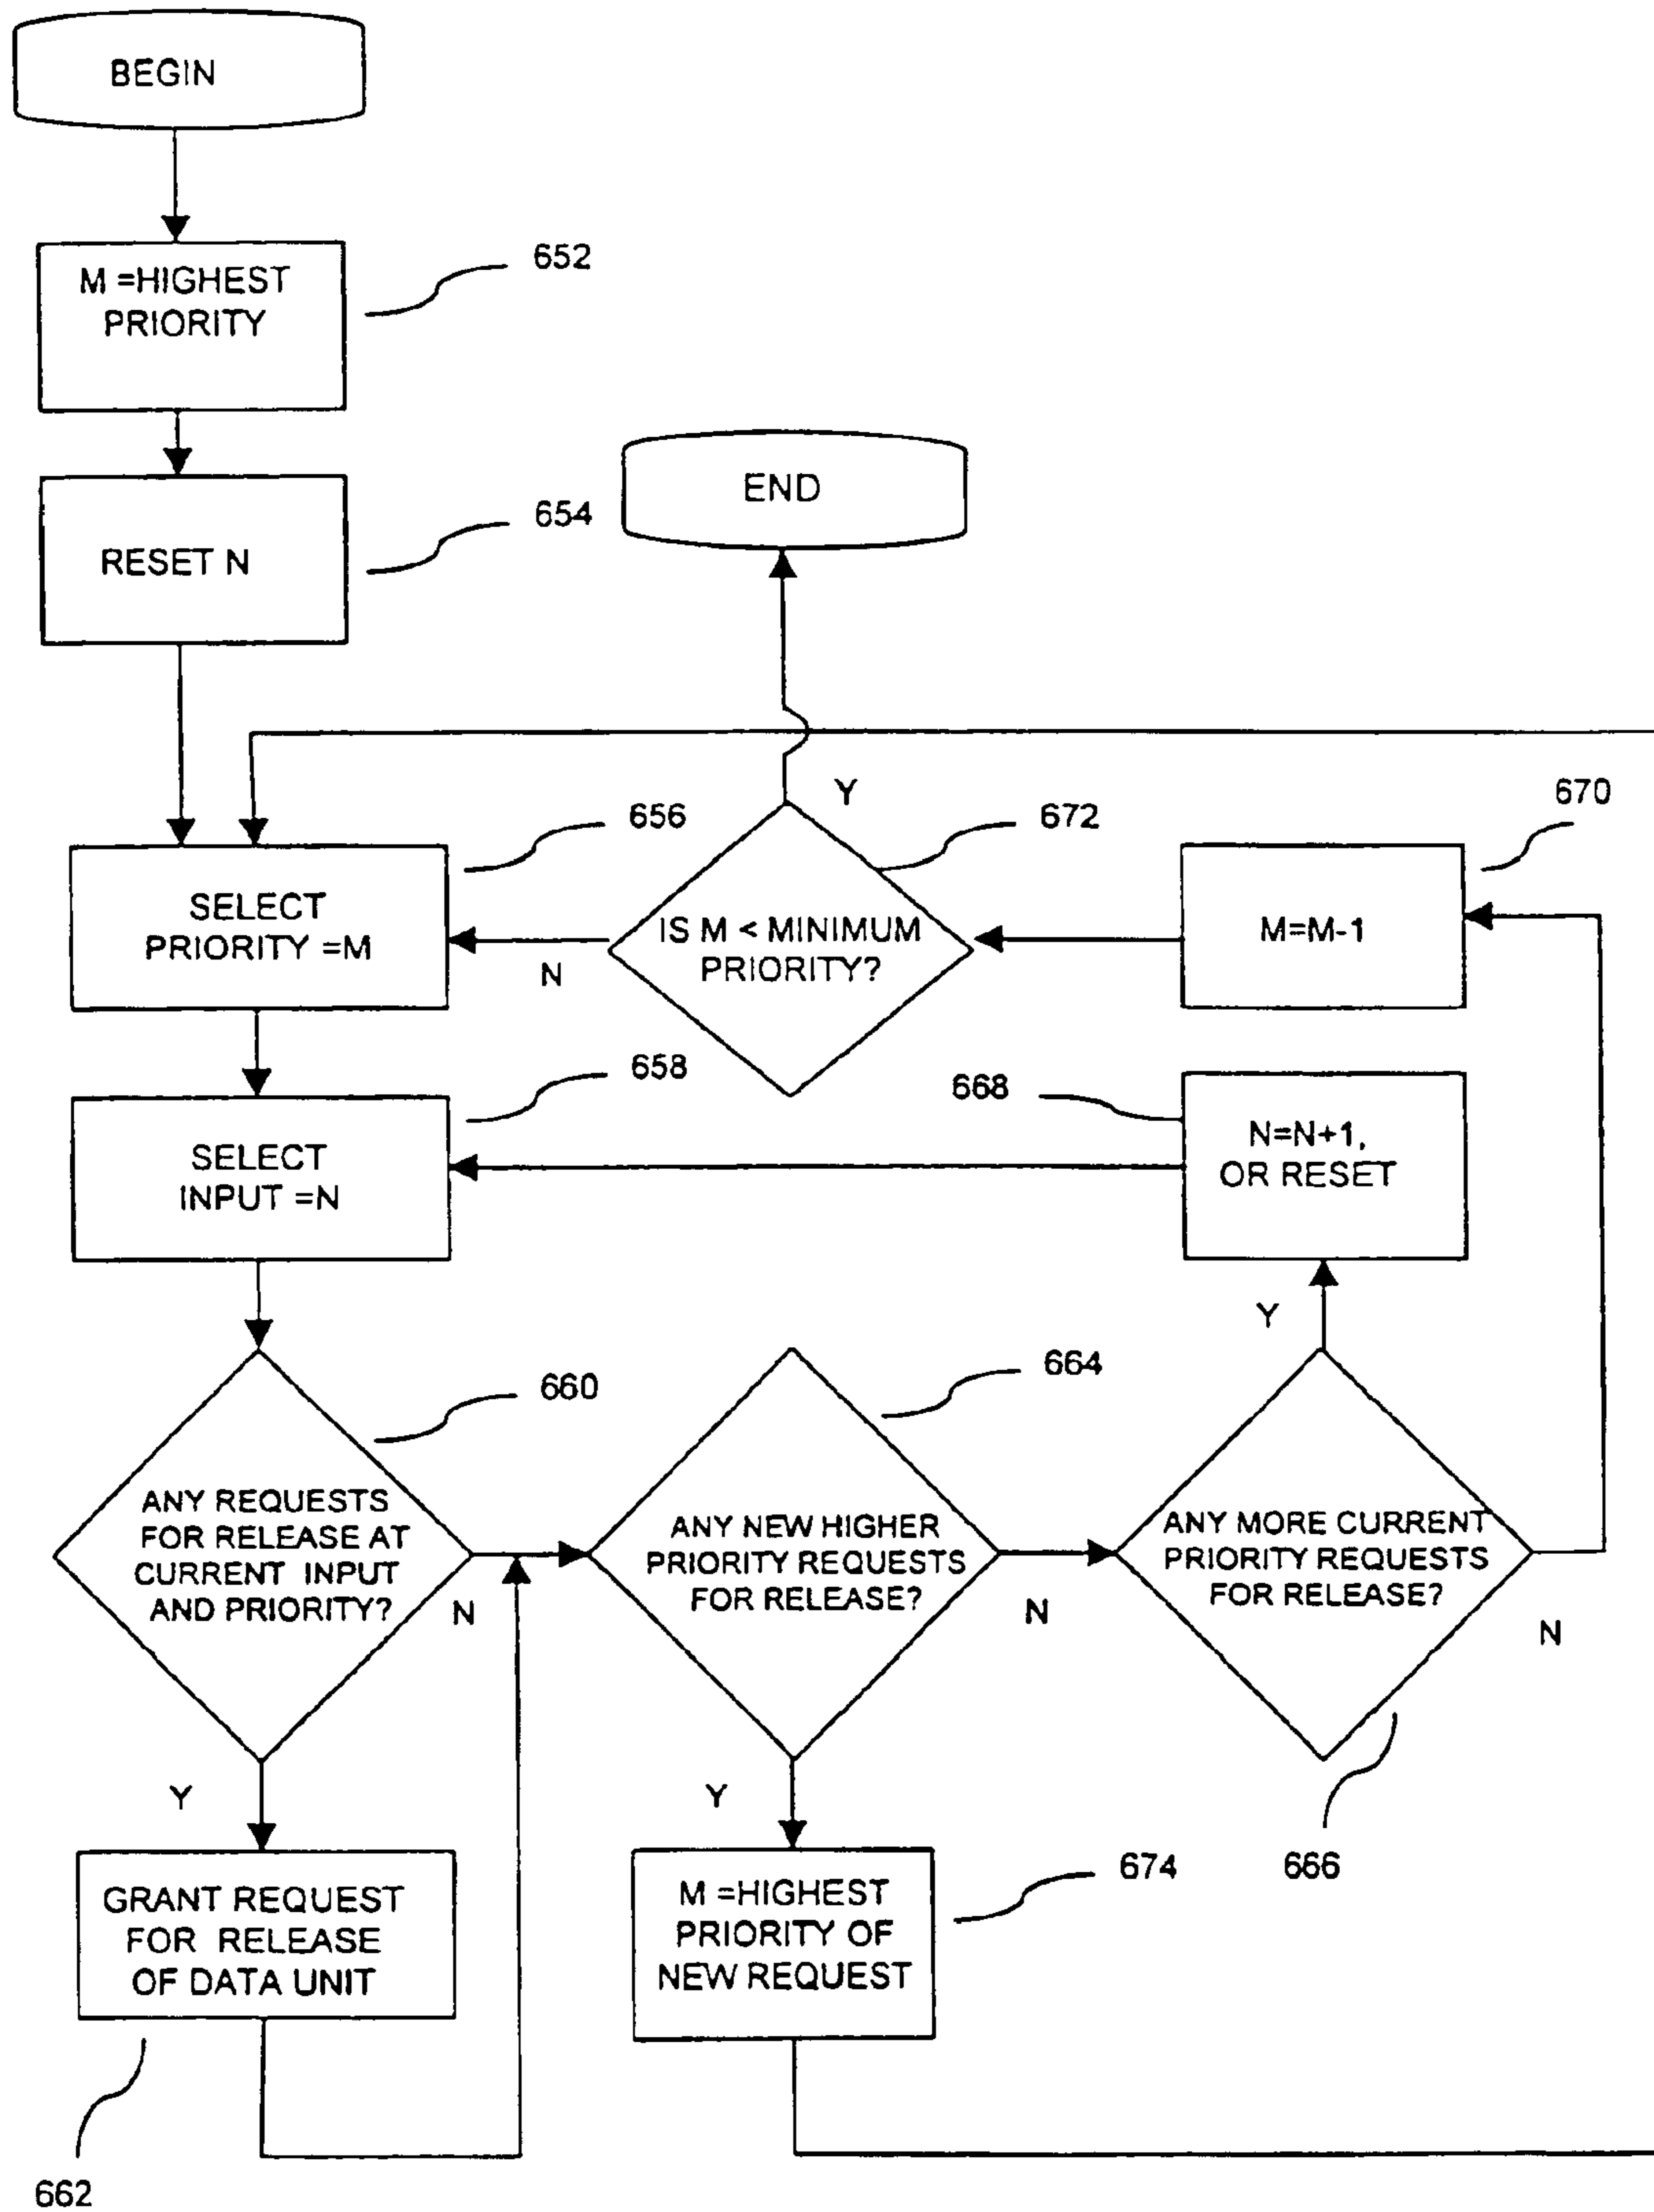 BEGIN
M =HIGHEST
PRIORITY
652
RESET N
654
END
SELECT
PRIORITY =M
656
IS M < MINIMUM
PRIORITY?
Y
N
672
M=M-1
670
SELECT
INPUT =N
658
N=N+1,
OR RESET
668
ANY REQUESTS
FOR RELEASE AT
CURRENT INPUT
AND PRIORITY?
660
N
Y
ANY NEW HIGHER
PRIORITY REQUESTS
FOR RELEASE?
664
N
Y
ANY MORE CURRENT
PRIORITY REQUESTS
FOR RELEASE?
Y
N
666
GRANT REQUEST
FOR RELEASE
OF DATA UNIT
662
M =HIGHEST
PRIORITY OF
NEW REQUEST
674